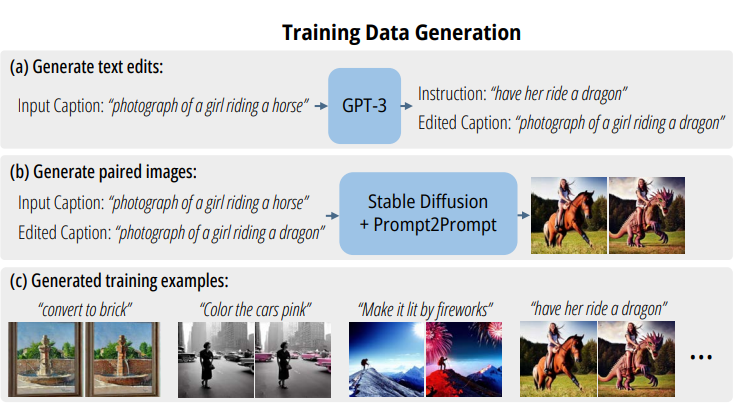 Training Data Generation
(a) Generate text edits:
Input Caption: “photograph of a girl riding a horse”
GPT-3
Instruction: “have her ride a dragon”
Edited Caption: “photograph of a girl riding a dragon”
(b) Generate paired images:
Input Caption: “photograph of a girl riding a horse”
Edited Caption: “photograph of a girl riding a dragon”
Stable Diffusion
+ Prompt2Prompt
(c) Generated training examples:
“convert to brick”
“Color the cars pink”
“Make it lit by fireworks”
“have her ride a dragon”
...